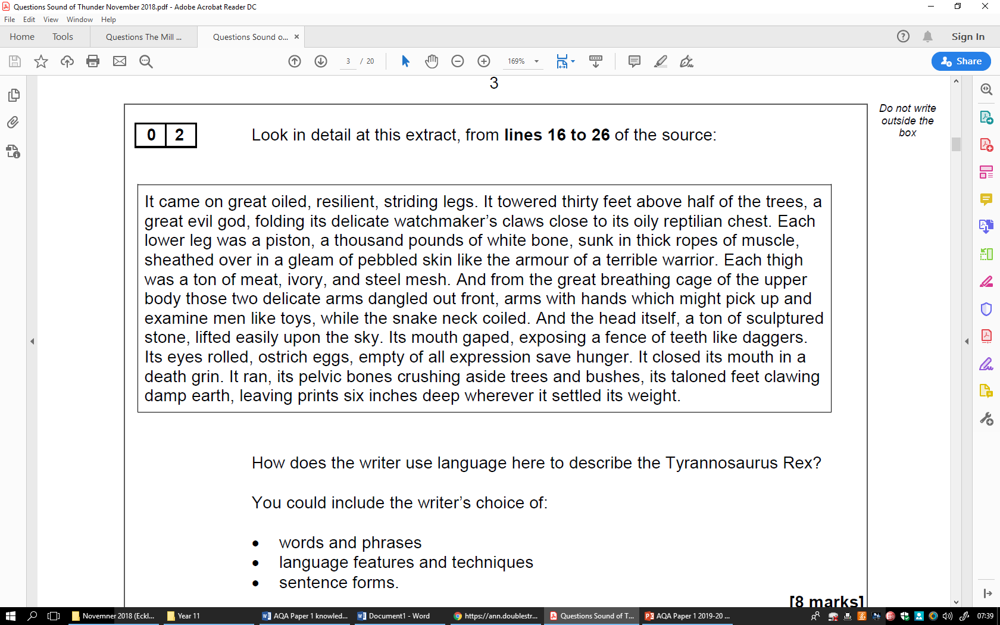 Questions Sound of Thunder November 2018.pdf - Adobe Acrobat Reader DC
File Edit View Window Help
Home Tools Questions The Mill ... Questions Sound o... × Sign In
3 / 20 169% Share
3
Do not write
outside the
box
0 2 Look in detail at this extract, from lines 16 to 26 of the source:
It came on great oiled, resilient, striding legs. It towered thirty feet above half of the trees, a
great evil god, folding its delicate watchmaker’s claws close to its oily reptilian chest. Each
lower leg was a piston, a thousand pounds of white bone, sunk in thick ropes of muscle,
sheathed over in a gleam of pebbled skin like the armour of a terrible warrior. Each thigh
was a ton of meat, ivory, and steel mesh. And from the great breathing cage of the upper
body those two delicate arms dangled out front, arms with hands which might pick up and
examine men like toys, while the snake neck coiled. And the head itself, a ton of sculptured
stone, lifted easily upon the sky. Its mouth gaped, exposing a fence of teeth like daggers.
Its eyes rolled, ostrich eggs, empty of all expression save hunger. It closed its mouth in a
death grin. It ran, its pelvic bones crushing aside trees and bushes, its taloned feet clawing
damp earth, leaving prints six inches deep wherever it settled its weight.
How does the writer use language here to describe the Tyrannosaurus Rex?
You could include the writer’s choice of:
• words and phrases
• language features and techniques
• sentence forms.
[8 marks]
Novemner 2018 (Eckl... Year 11 AQA Paper 1 knowled... Document1 - Word https://ann.doublestr... Questions Sound of T... AQA Paper 1 2019-20 ... 07:39